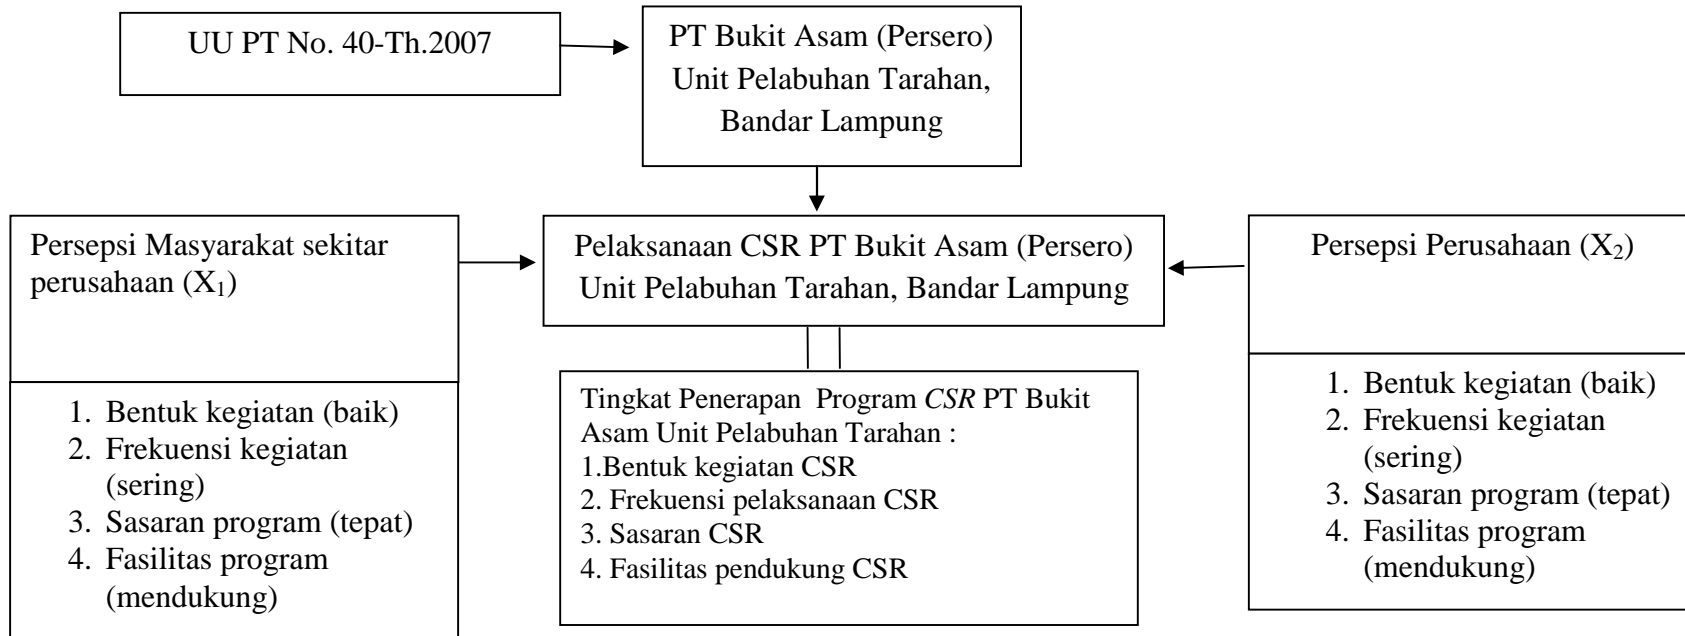 UU PT No. 40-Th.2007
PT Bukit Asam (Persero)
Unit Pelabuhan Tarahan,
Bandar Lampung
Persepsi Masyarakat sekitar
perusahaan (X₁)
1. Bentuk kegiatan (baik)
2. Frekuensi kegiatan
(sering)
3. Sasaran program (tepat)
4. Fasilitas program
(mendukung)
Pelaksanaan CSR PT Bukit Asam (Persero)
Unit Pelabuhan Tarahan, Bandar Lampung
Tingkat Penerapan Program CSR PT Bukit
Asam Unit Pelabuhan Tarahan :
1.Bentuk kegiatan CSR
2. Frekuensi pelaksanaan CSR
3. Sasaran CSR
4. Fasilitas pendukung CSR
Persepsi Perusahaan (X₂)
1. Bentuk kegiatan (baik)
2. Frekuensi kegiatan
(sering)
3. Sasaran program (tepat)
4. Fasilitas program
(mendukung)